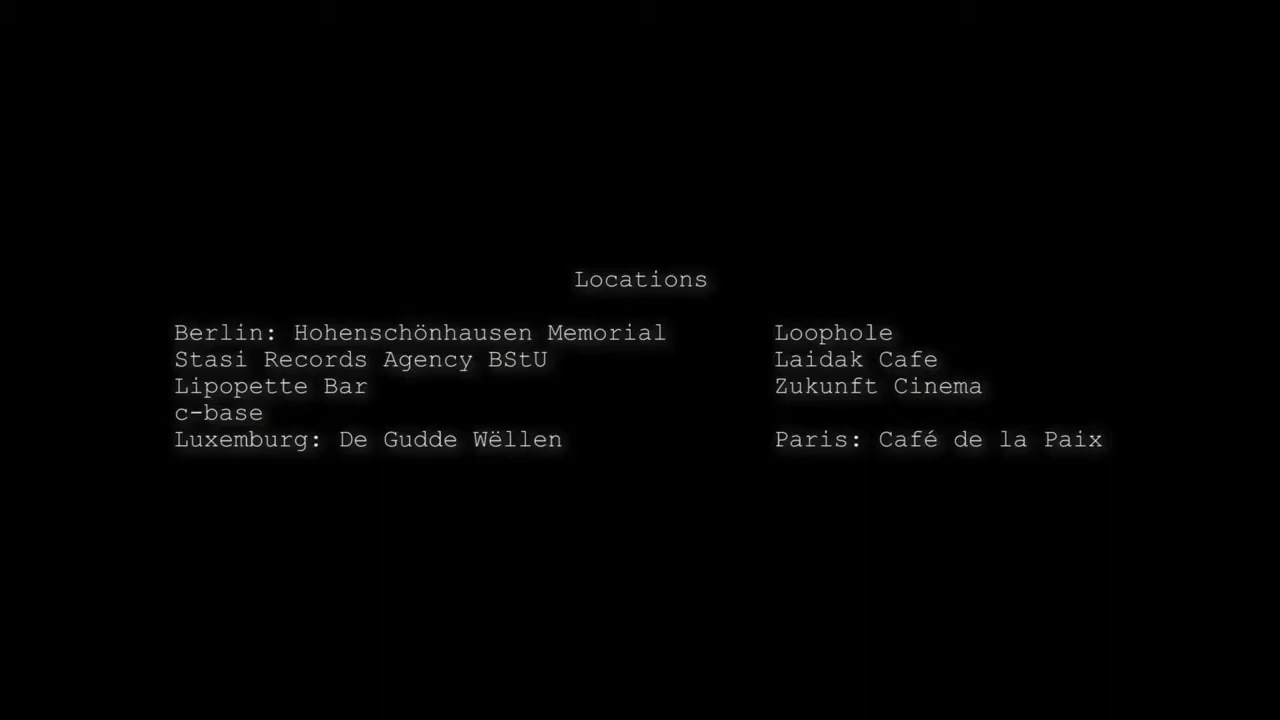 Locations
Berlin: Hohenschönhausen Memorial
Stasi Records Agency BStU
Lipopette Bar
c-base
Luxemburg: De Gudde Wëllen
Loophole
Laidak Cafe
Zukunft Cinema
Paris: Café de la Paix